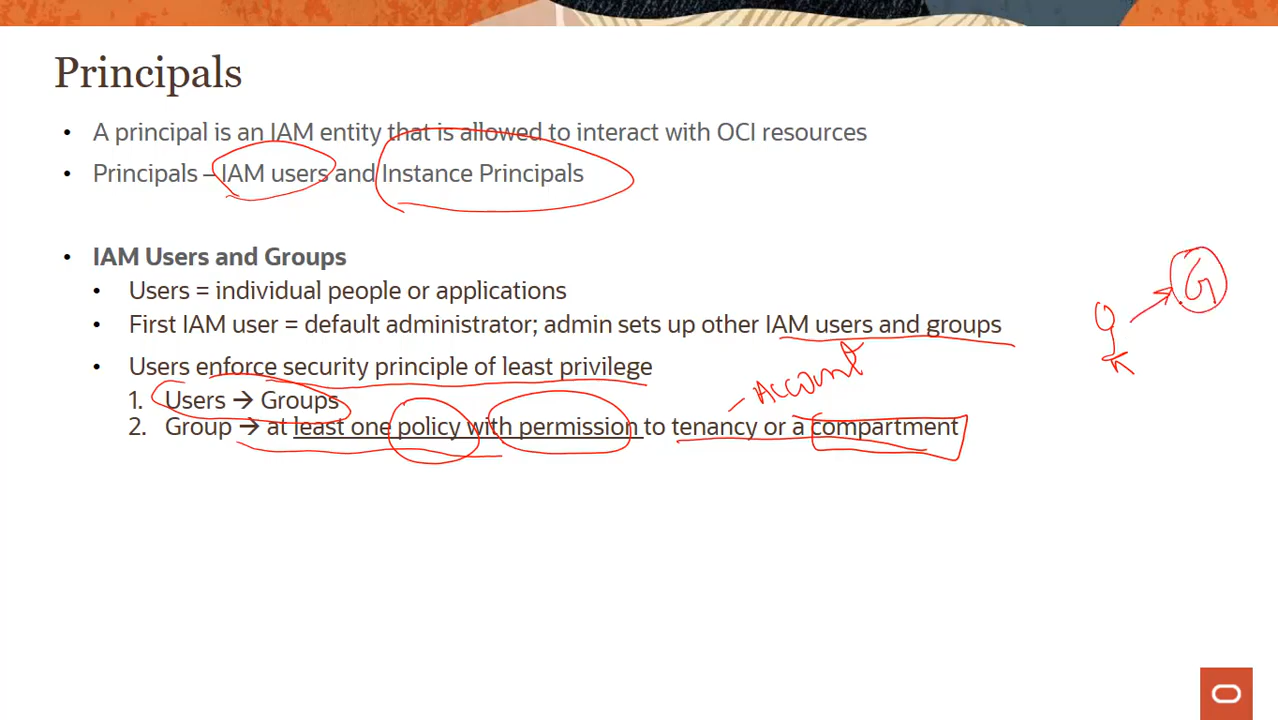 Principals
• A principal is an IAM entity that is allowed to interact with OCI resources
• Principals – IAM users and Instance Principals
• IAM Users and Groups
• Users = individual people or applications
• First IAM user = default administrator; admin sets up other IAM users and groups
• Users enforce security principle of least privilege
1. Users → Groups
- Account
2. Group → at least one policy with permission to tenancy or a compartment
G